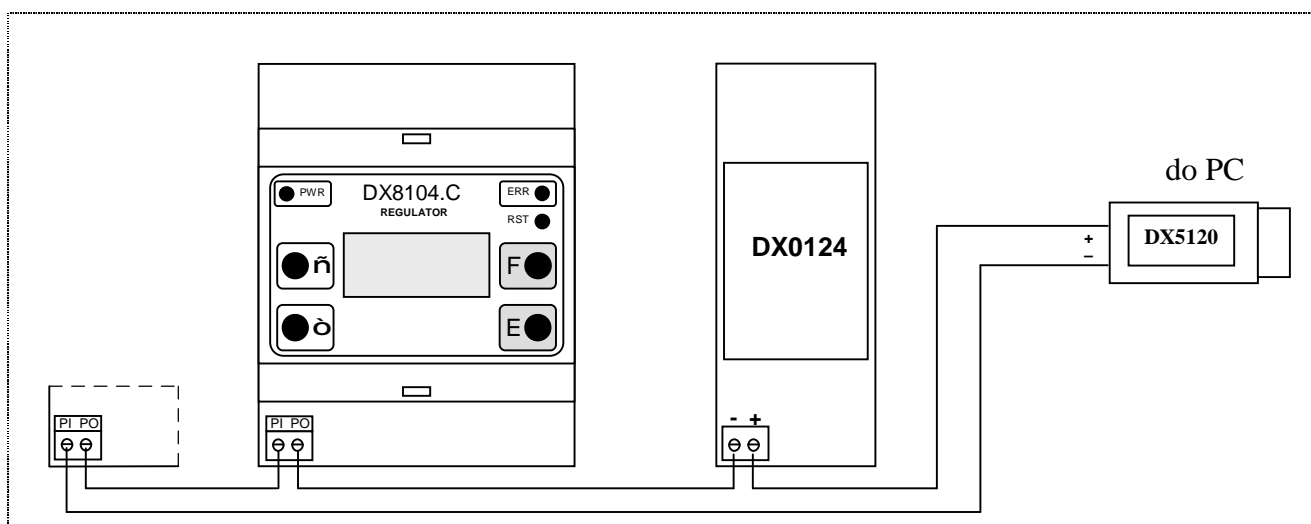 do PC
PWR
DX8104.C
ERR
REGULATOR
RST
ñ
F
ò
E
DX0124
+
–
DX5120
PI PO
PI PO
- +